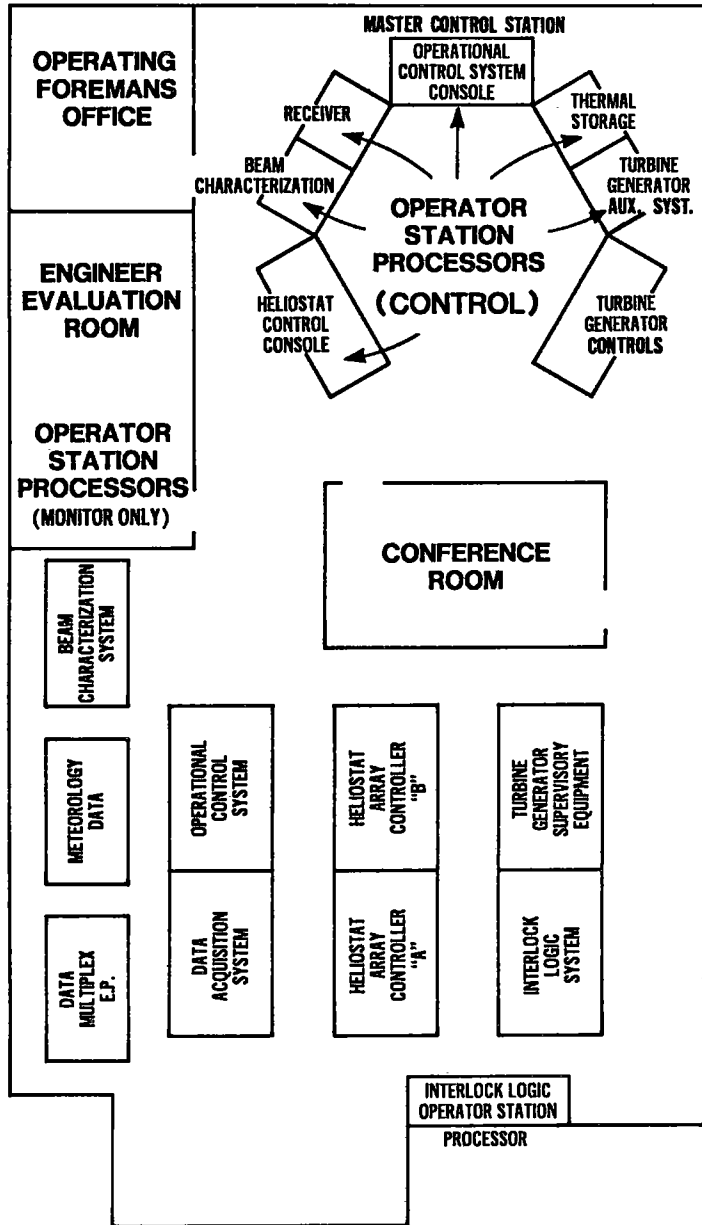 MASTER CONTROL STATION
OPERATING
FOREMANS
OFFICE
OPERATIONAL
CONTROL SYSTEM
CONSOLE
RECEIVER
THERMAL
STORAGE
BEAM
CHARACTERIZATION
TURBINE
GENERATOR
AUX. SYST.
OPERATOR
STATION
PROCESSORS
(CONTROL)
ENGINEER
EVALUATION
ROOM
HELIOSTAT
CONTROL
CONSOLE
TURBINE
GENERATOR
CONTROLS
OPERATOR
STATION
PROCESSORS
(MONITOR ONLY)
CONFERENCE
ROOM
BEAM
CHARACTERIZATION
SYSTEM
METEOROLOGY
DATA
DATA
MULTIPLEX
E.P.
OPERATIONAL
CONTROL
SYSTEM
HELIOSTAT
ARRAY
CONTROLLER
"B"
TURBINE
GENERATOR
SUPERVISORY
EQUIPMENT
DATA
ACQUISITION
SYSTEM
HELIOSTAT
ARRAY
CONTROLLER
"A"
INTERLOCK
LOGIC
SYSTEM
INTERLOCK LOGIC
OPERATOR STATION
PROCESSOR